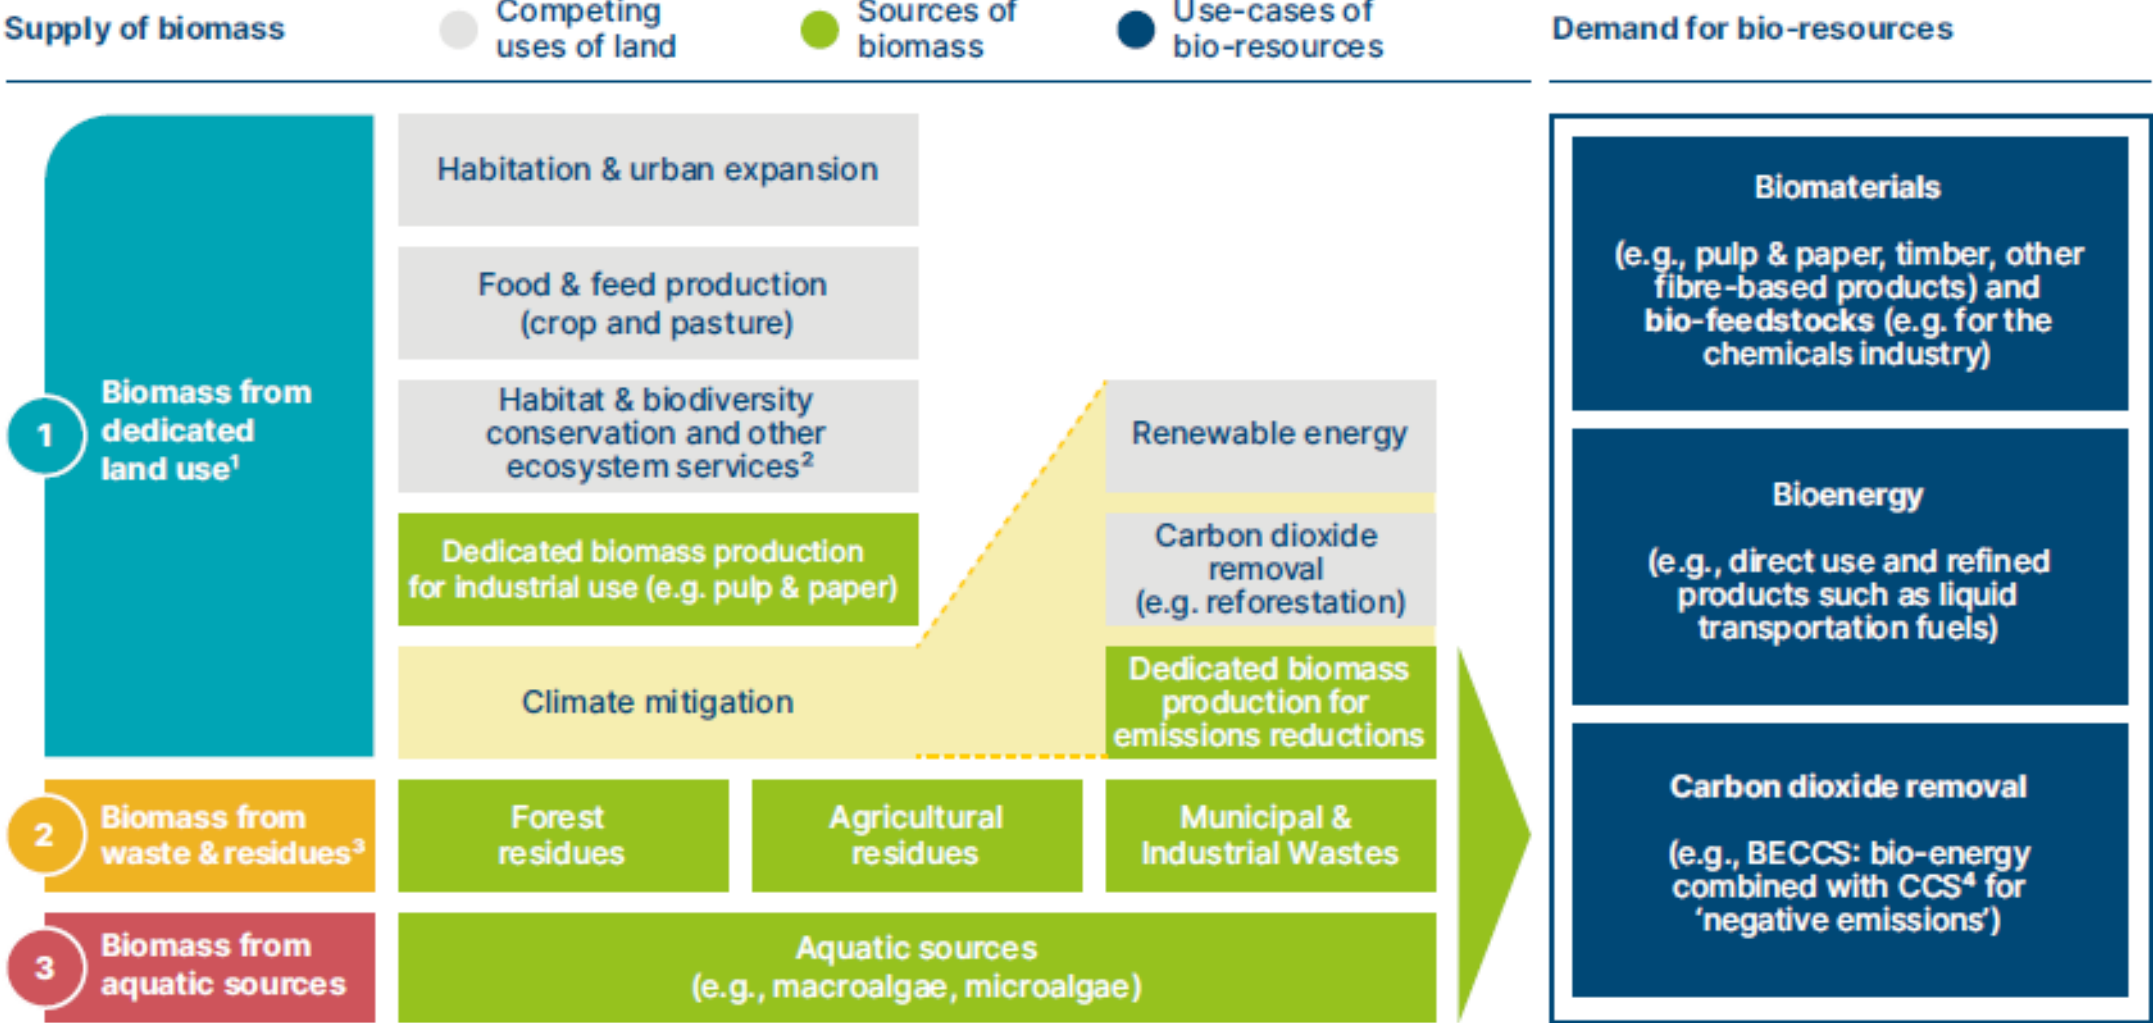 Supply of biomass
Competing
uses of land
Sources of
biomass
Use-cases of
bio-resources
Demand for bio-resources
1
Biomass from
dedicated
land use¹
Habitation & urban expansion
Food & feed production
(crop and pasture)
Habitat & biodiversity
conservation and other
ecosystem services²
Dedicated biomass production
for industrial use (e.g. pulp & paper)
Climate mitigation
Renewable energy
Carbon dioxide
removal
(e.g. reforestation)
Dedicated biomass
production for
emissions reductions
2
Biomass from
waste & residues³
Forest
residues
Agricultural
residues
Municipal &
Industrial Wastes
3
Biomass from
aquatic sources
Aquatic sources
(e.g., macroalgae, microalgae)
Biomaterials
(e.g., pulp & paper, timber, other
fibre-based products) and
bio-feedstocks (e.g. for the
chemicals industry)
Bioenergy
(e.g., direct use and refined
products such as liquid
transportation fuels)
Carbon dioxide removal
(e.g., BECCS: bio-energy
combined with CCS⁴ for
‘negative emissions’)